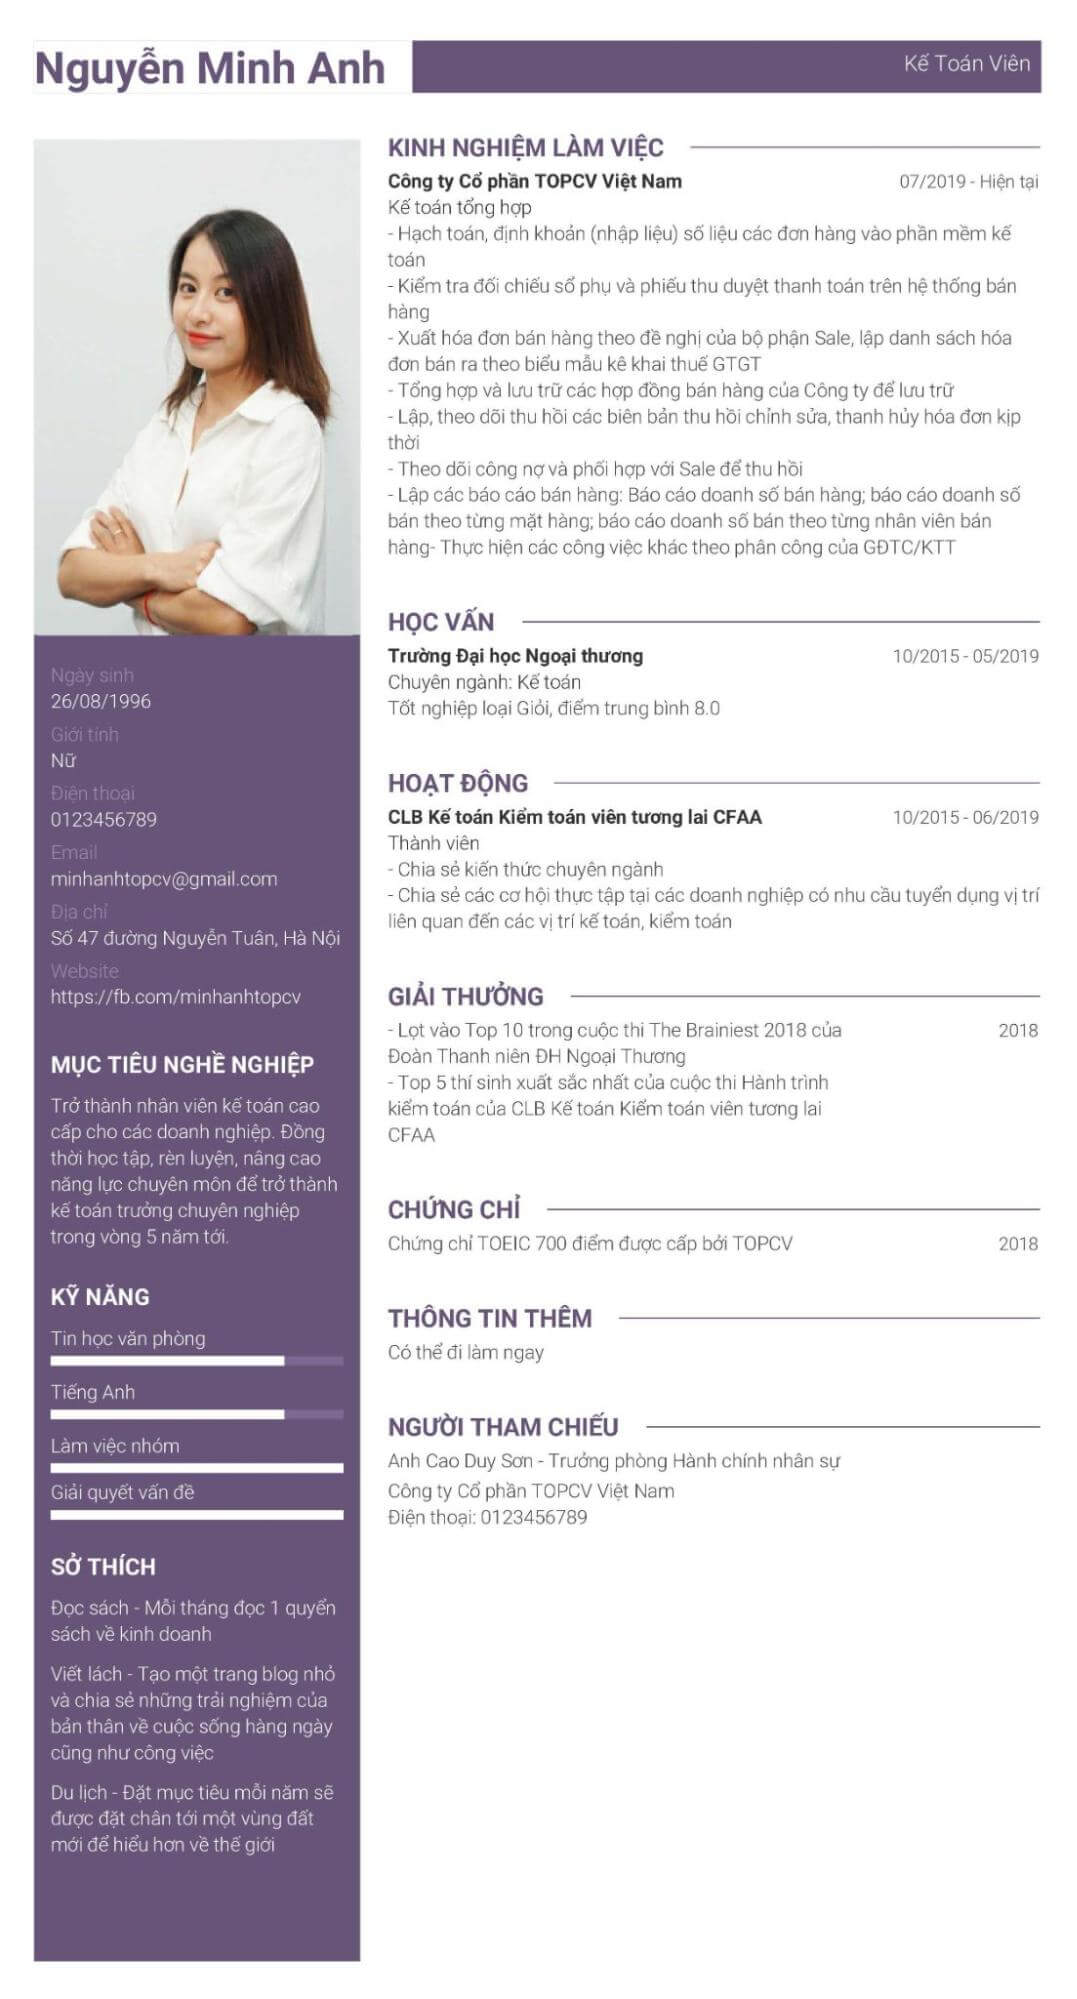 Nguyễn Minh Anh
Kế Toán Viên
Ngày sinh
26/08/1996
Giới tính
Nữ
Điện thoại
0123456789
Email
minhanhtopcv@gmail.com
Địa chỉ
Số 47 đường Nguyễn Tuân, Hà Nội
Website
https://fb.com/minhanhtopcv
MỤC TIÊU NGHỀ NGHIỆP
Trở thành nhân viên kế toán cao
cấp cho các doanh nghiệp. Đồng
thời học tập, rèn luyện, nâng cao
năng lực chuyên môn để trở thành
kế toán trưởng chuyên nghiệp
trong vòng 5 năm tới.
KỸ NĂNG
Tin học văn phòng
Tiếng Anh
Làm việc nhóm
Giải quyết vấn đề
SỞ THÍCH
Đọc sách - Mỗi tháng đọc 1 quyển
sách về kinh doanh
Viết lách - Tạo một trang blog nhỏ
và chia sẻ những trải nghiệm của
bản thân về cuộc sống hàng ngày
cũng như công việc
Du lịch - Đặt mục tiêu mỗi năm sẽ
được đặt chân tới một vùng đất
mới để hiểu hơn về thế giới
KINH NGHIỆM LÀM VIỆC
Công ty Cổ phần TOPCV Việt Nam 07/2019 - Hiện tại
Kế toán tổng hợp
- Hạch toán, định khoản (nhập liệu) số liệu các đơn hàng vào phần mềm kế
toán
- Kiểm tra đối chiếu sổ phụ và phiếu thu duyệt thanh toán trên hệ thống bán
hàng
- Xuất hóa đơn bán hàng theo đề nghị của bộ phận Sale, lập danh sách hóa
đơn bán ra theo biểu mẫu kê khai thuế GTGT
- Tổng hợp và lưu trữ các hợp đồng bán hàng của Công ty để lưu trữ
- Lập, theo dõi thu hồi các biên bản thu hồi chỉnh sửa, thanh hủy hóa đơn kịp
thời
- Theo dõi công nợ và phối hợp với Sale để thu hồi
- Lập các báo cáo bán hàng: Báo cáo doanh số bán hàng; báo cáo doanh số
bán theo từng mặt hàng; báo cáo doanh số bán theo từng nhân viên bán
hàng- Thực hiện các công việc khác theo phân công của GĐTC/KTT
HỌC VẤN
Trường Đại học Ngoại thương 10/2015 - 05/2019
Chuyên ngành: Kế toán
Tốt nghiệp loại Giỏi, điểm trung bình 8.0
HOẠT ĐỘNG
CLB Kế toán Kiểm toán viên tương lai CFAA 10/2015 - 06/2019
Thành viên
- Chia sẻ kiến thức chuyên ngành
- Chia sẻ các cơ hội thực tập tại các doanh nghiệp có nhu cầu tuyển dụng vị trí
liên quan đến các vị trí kế toán, kiểm toán
GIẢI THƯỞNG
- Lọt vào Top 10 trong cuộc thi The Brainiest 2018 của 2018
Đoàn Thanh niên ĐH Ngoại Thương
- Top 5 thí sinh xuất sắc nhất của cuộc thi Hành trình
kiểm toán của CLB Kế toán Kiểm toán viên tương lai
CFAA
CHỨNG CHỈ
Chứng chỉ TOEIC 700 điểm được cấp bởi TOPCV 2018
THÔNG TIN THÊM
Có thể đi làm ngay
NGƯỜI THAM CHIẾU
Anh Cao Duy Sơn - Trưởng phòng Hành chính nhân sự
Công ty Cổ phần TOPCV Việt Nam
Điện thoại: 0123456789